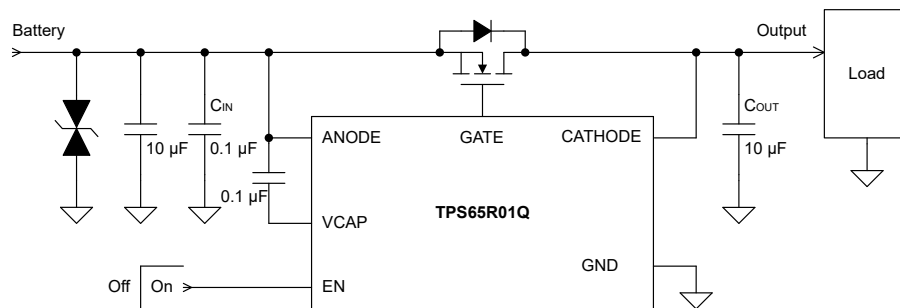 Battery
Output
Load
CIN
COUT
10 µF
0.1 µF
10 µF
ANODE
GATE
CATHODE
0.1 µF
VCAP
TPS65R01Q
GND
Off
On
EN